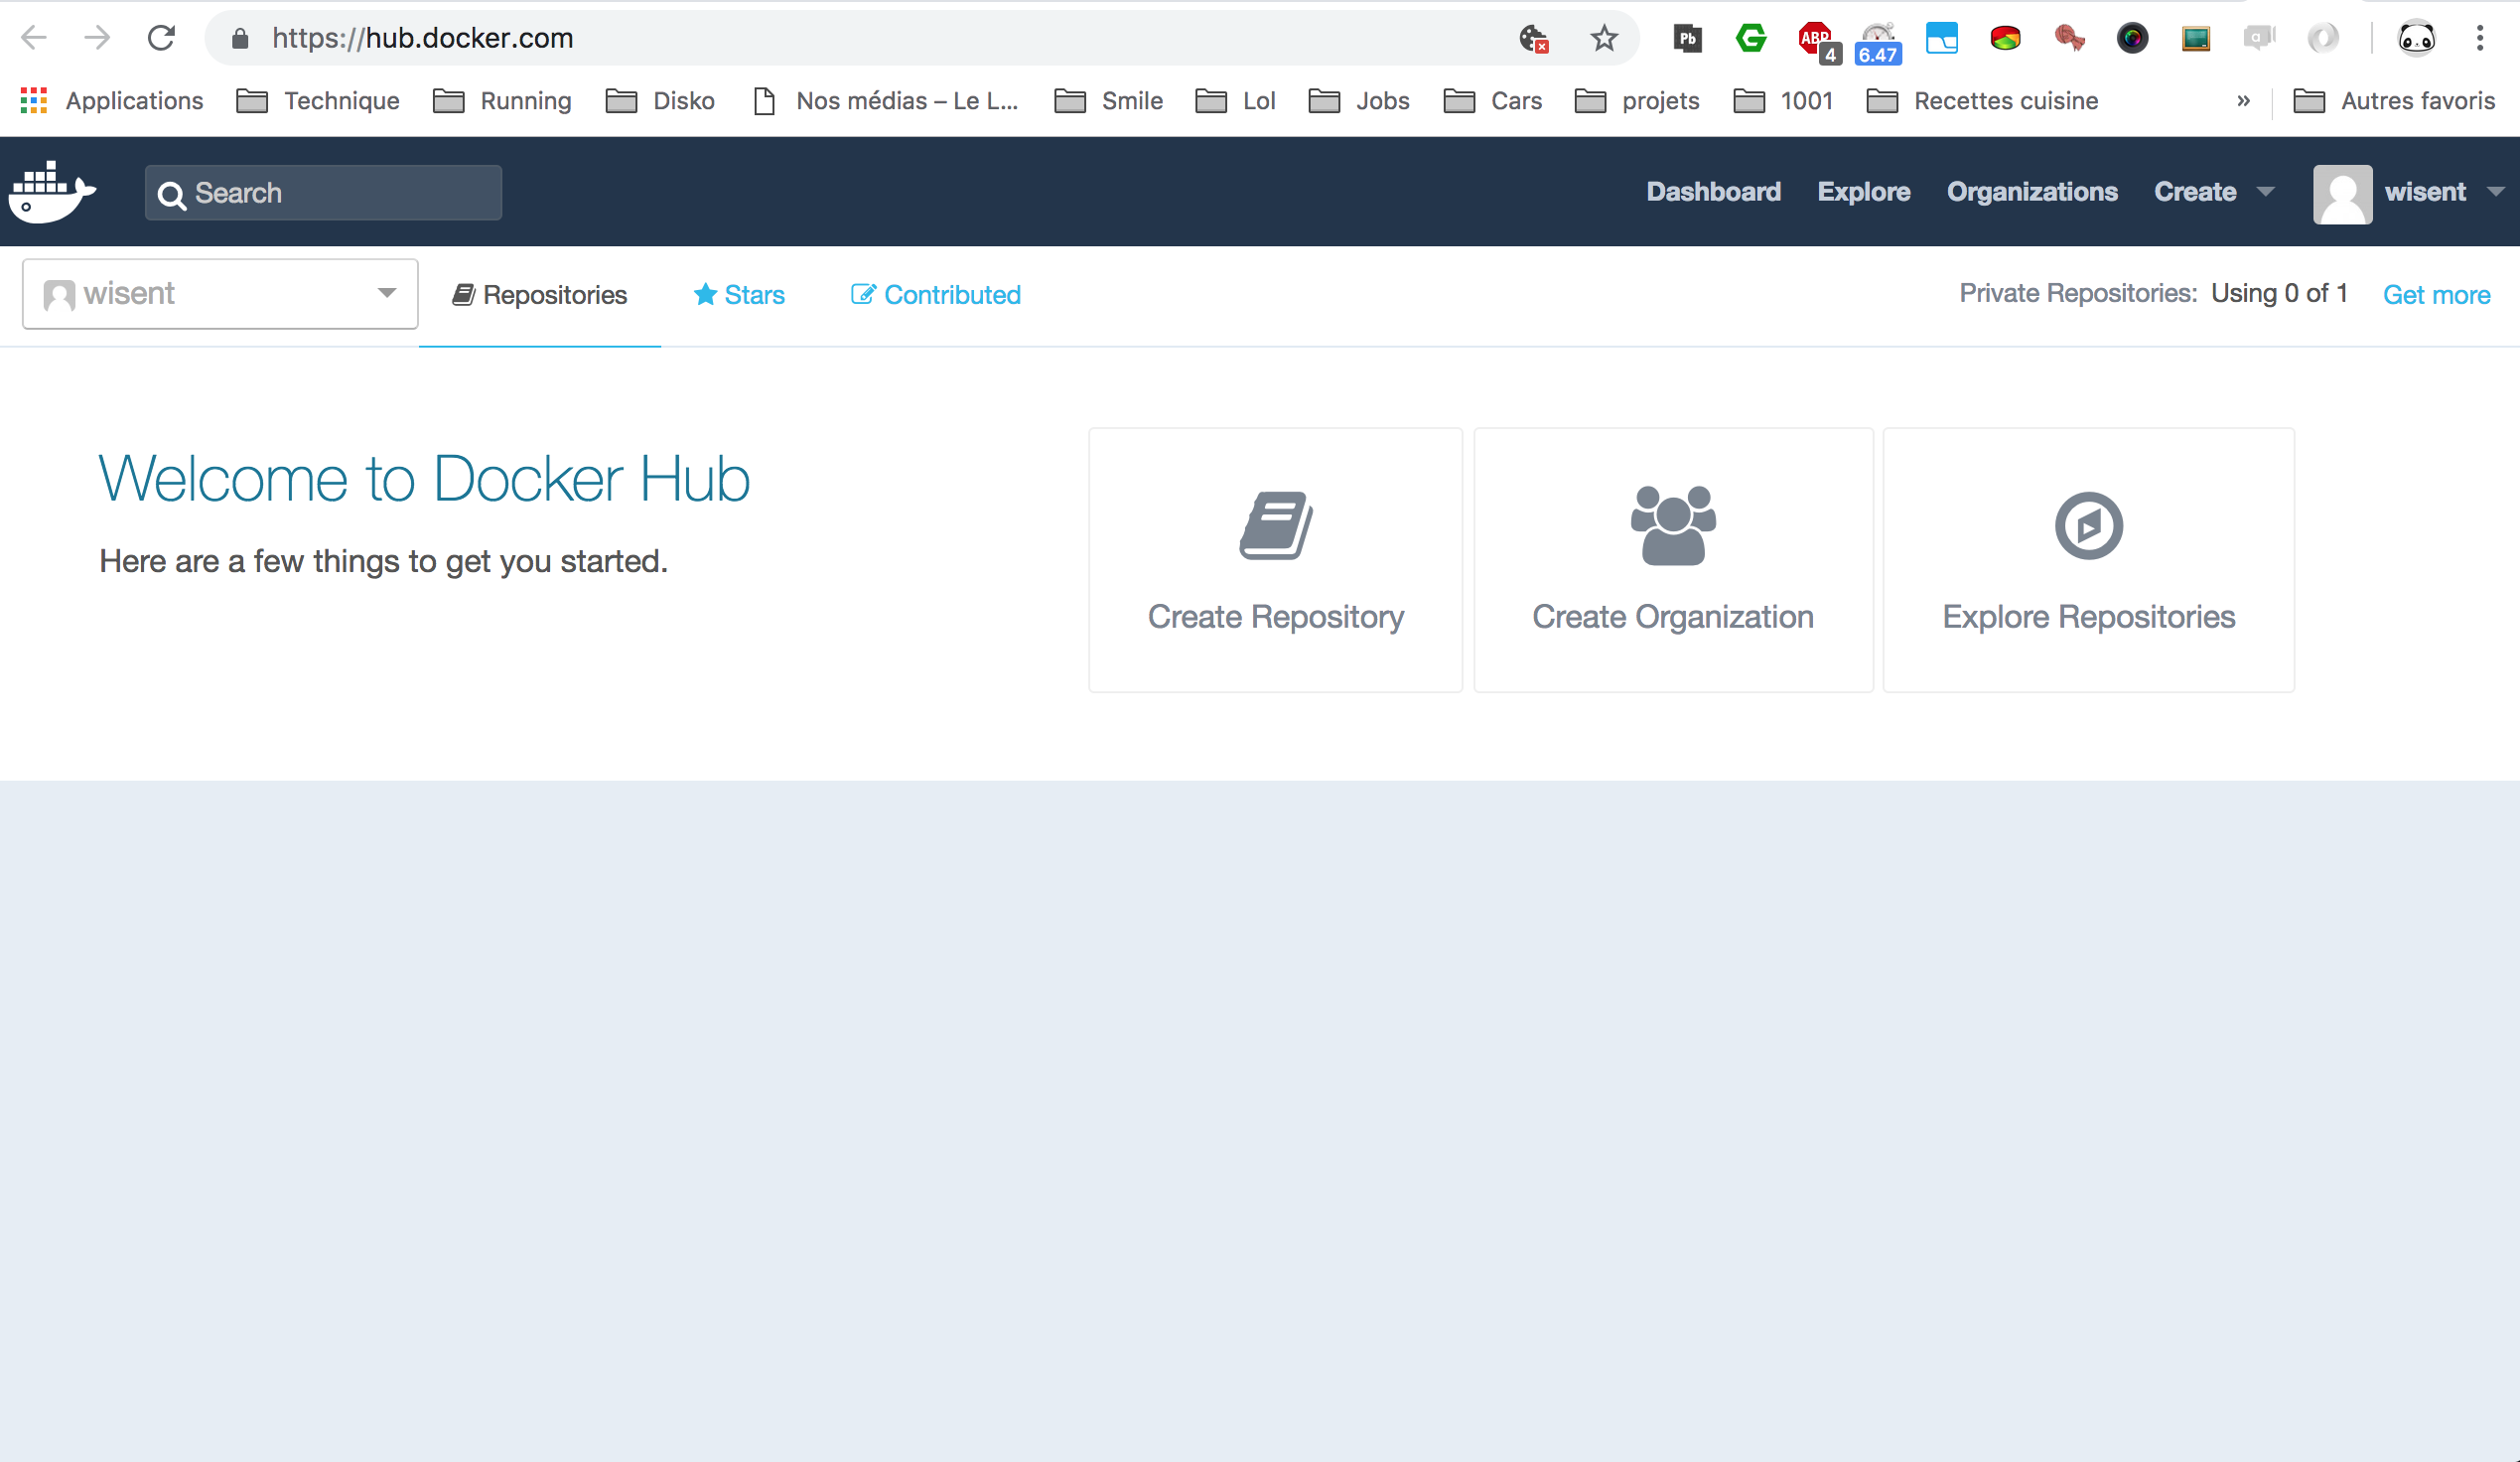 https://hub.docker.com
Pb
ABP
4
6.47
a
Applications Technique Running Disko Nos médias – Le L... Smile Lol Jobs Cars projets 1001 Recettes cuisine » Autres favoris
Search Dashboard Explore Organizations Create wisent
wisent Repositories Stars Contributed Private Repositories: Using 0 of 1 Get more
Welcome to Docker Hub
Here are a few things to get you started.
Create Repository Create Organization Explore Repositories